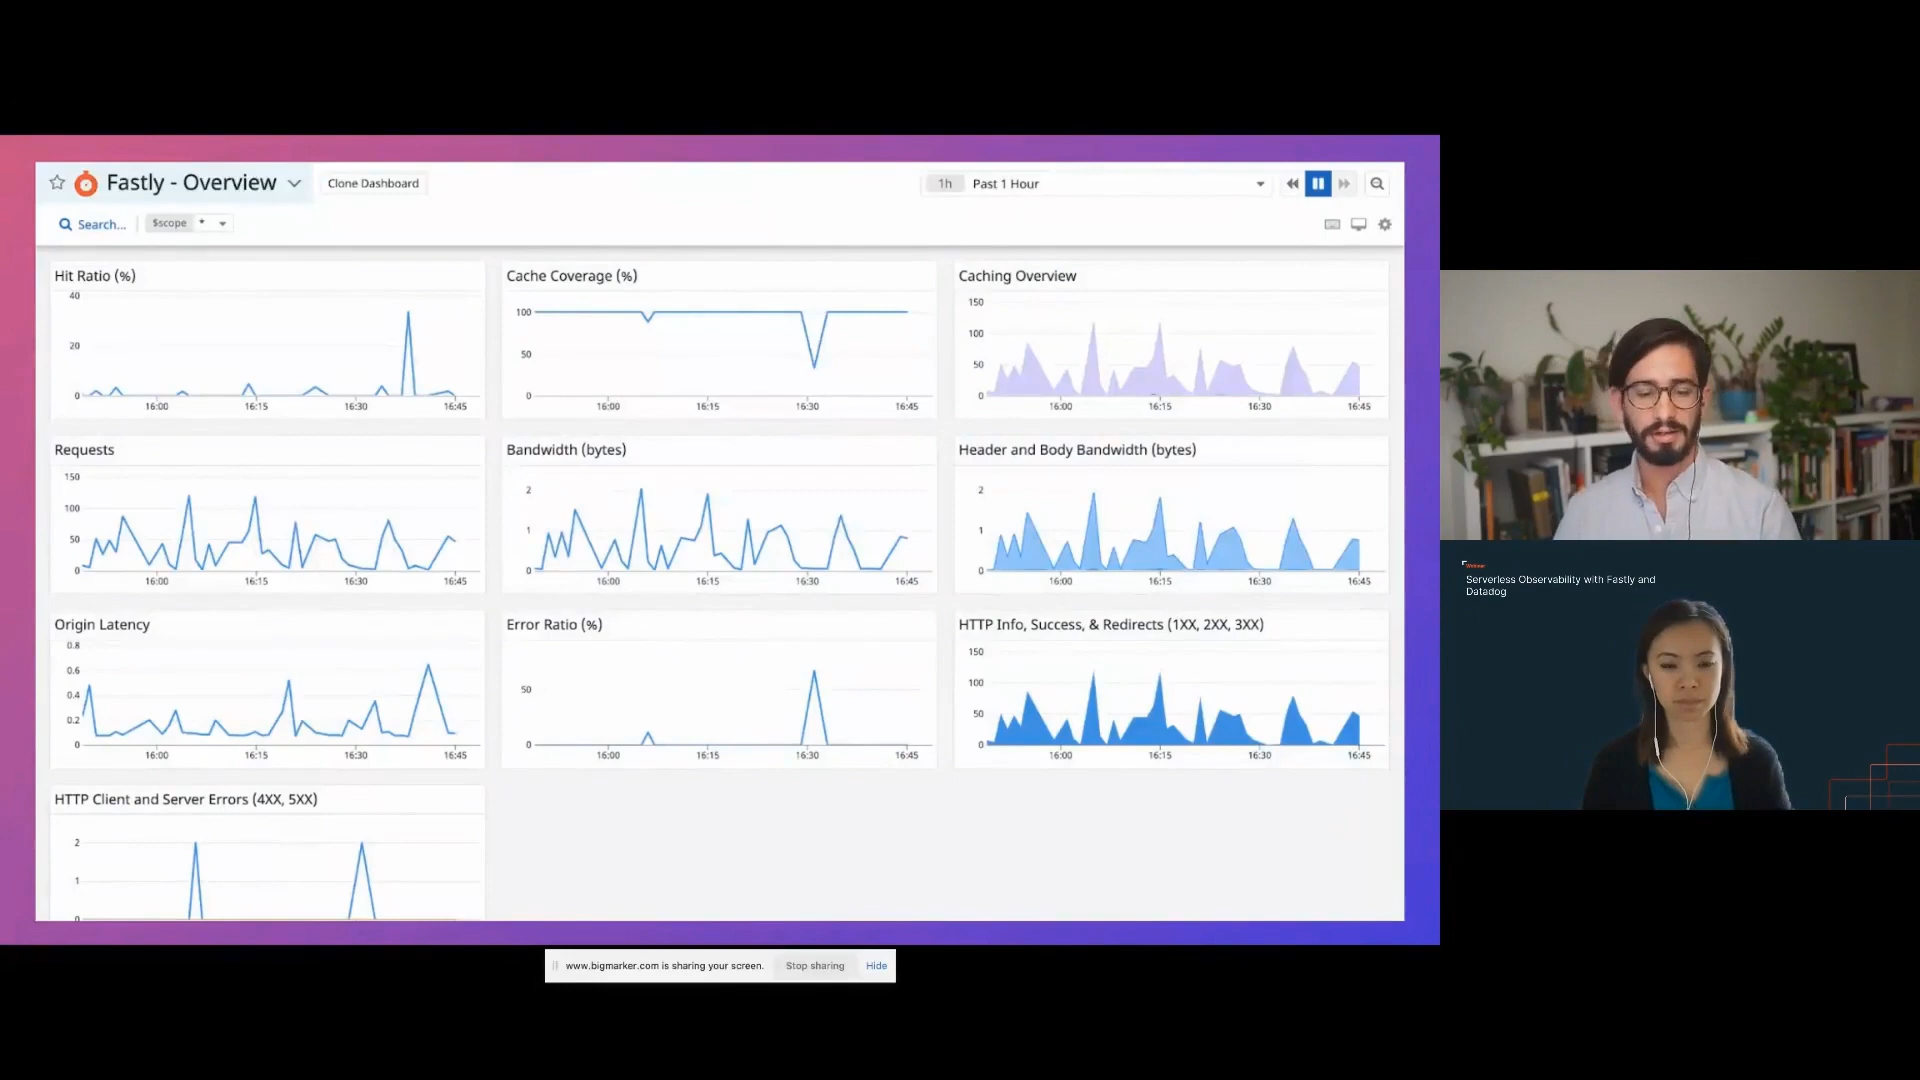 Fastly - Overview
Clone Dashboard
1h Past 1 Hour
Search...
$scope *
Hit Ratio (%)
40
20
0
16:00 16:15 16:30 16:45
Cache Coverage (%)
100
50
0
16:00 16:15 16:30 16:45
Caching Overview
150
100
50
0
16:00 16:15 16:30 16:45
Requests
150
100
50
0
16:00 16:15 16:30 16:45
Bandwidth (bytes)
2
1
0
16:00 16:15 16:30 16:45
Header and Body Bandwidth (bytes)
2
1
0
16:00 16:15 16:30 16:45
Origin Latency
0.8
0.6
0.4
0.2
0
16:00 16:15 16:30 16:45
Error Ratio (%)
50
0
16:00 16:15 16:30 16:45
HTTP Info, Success, & Redirects (1XX, 2XX, 3XX)
150
100
50
0
16:00 16:15 16:30 16:45
HTTP Client and Server Errors (4XX, 5XX)
2
1
0
www.bigmarker.com is sharing your screen.
Stop sharing
Hide
Webinar
Serverless Observability with Fastly and
Datadog